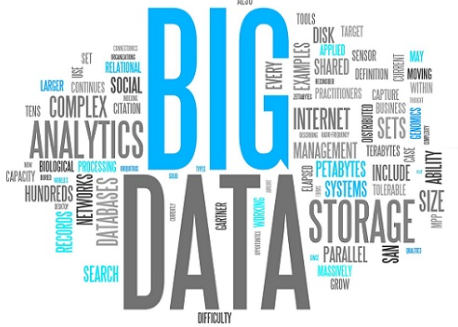 ALSO
BIG
DATA
TOOLS
DISK
TARGET
APPLIED
SENSOR
SHARED
DEFINITION
CURRENT
MAY
MOVING
WITHIN
EXAMPLES
EVERY
PRACTITIONERS
CAPTURE
BUSINESS
INTERNET
DISTRIBUTED
SETS
GENOMICS
MANAGEMENT
TERABYTES
CASE
ABILITY
ELAPSED
PETABYTES
INCLUDE
SYSTEMS
TOLERABLE
SIZE
STORAGE
MPP
PARALLEL
SAN
MASSIVELY
GROW
SET
USE
RELATIONAL
LARGER
CONTINUES
SOCIAL
TENS
COMPLEX
CITATION
ANALYTICS
BIOLOGICAL
PROCESSING
CAPACITY
HUNDREDS
NETWORKS
DATABASES
RECORDS
SEARCH
CURRENTLY
GARTNER
WORKING
OPPORTUNITIES
DIFFICULTY